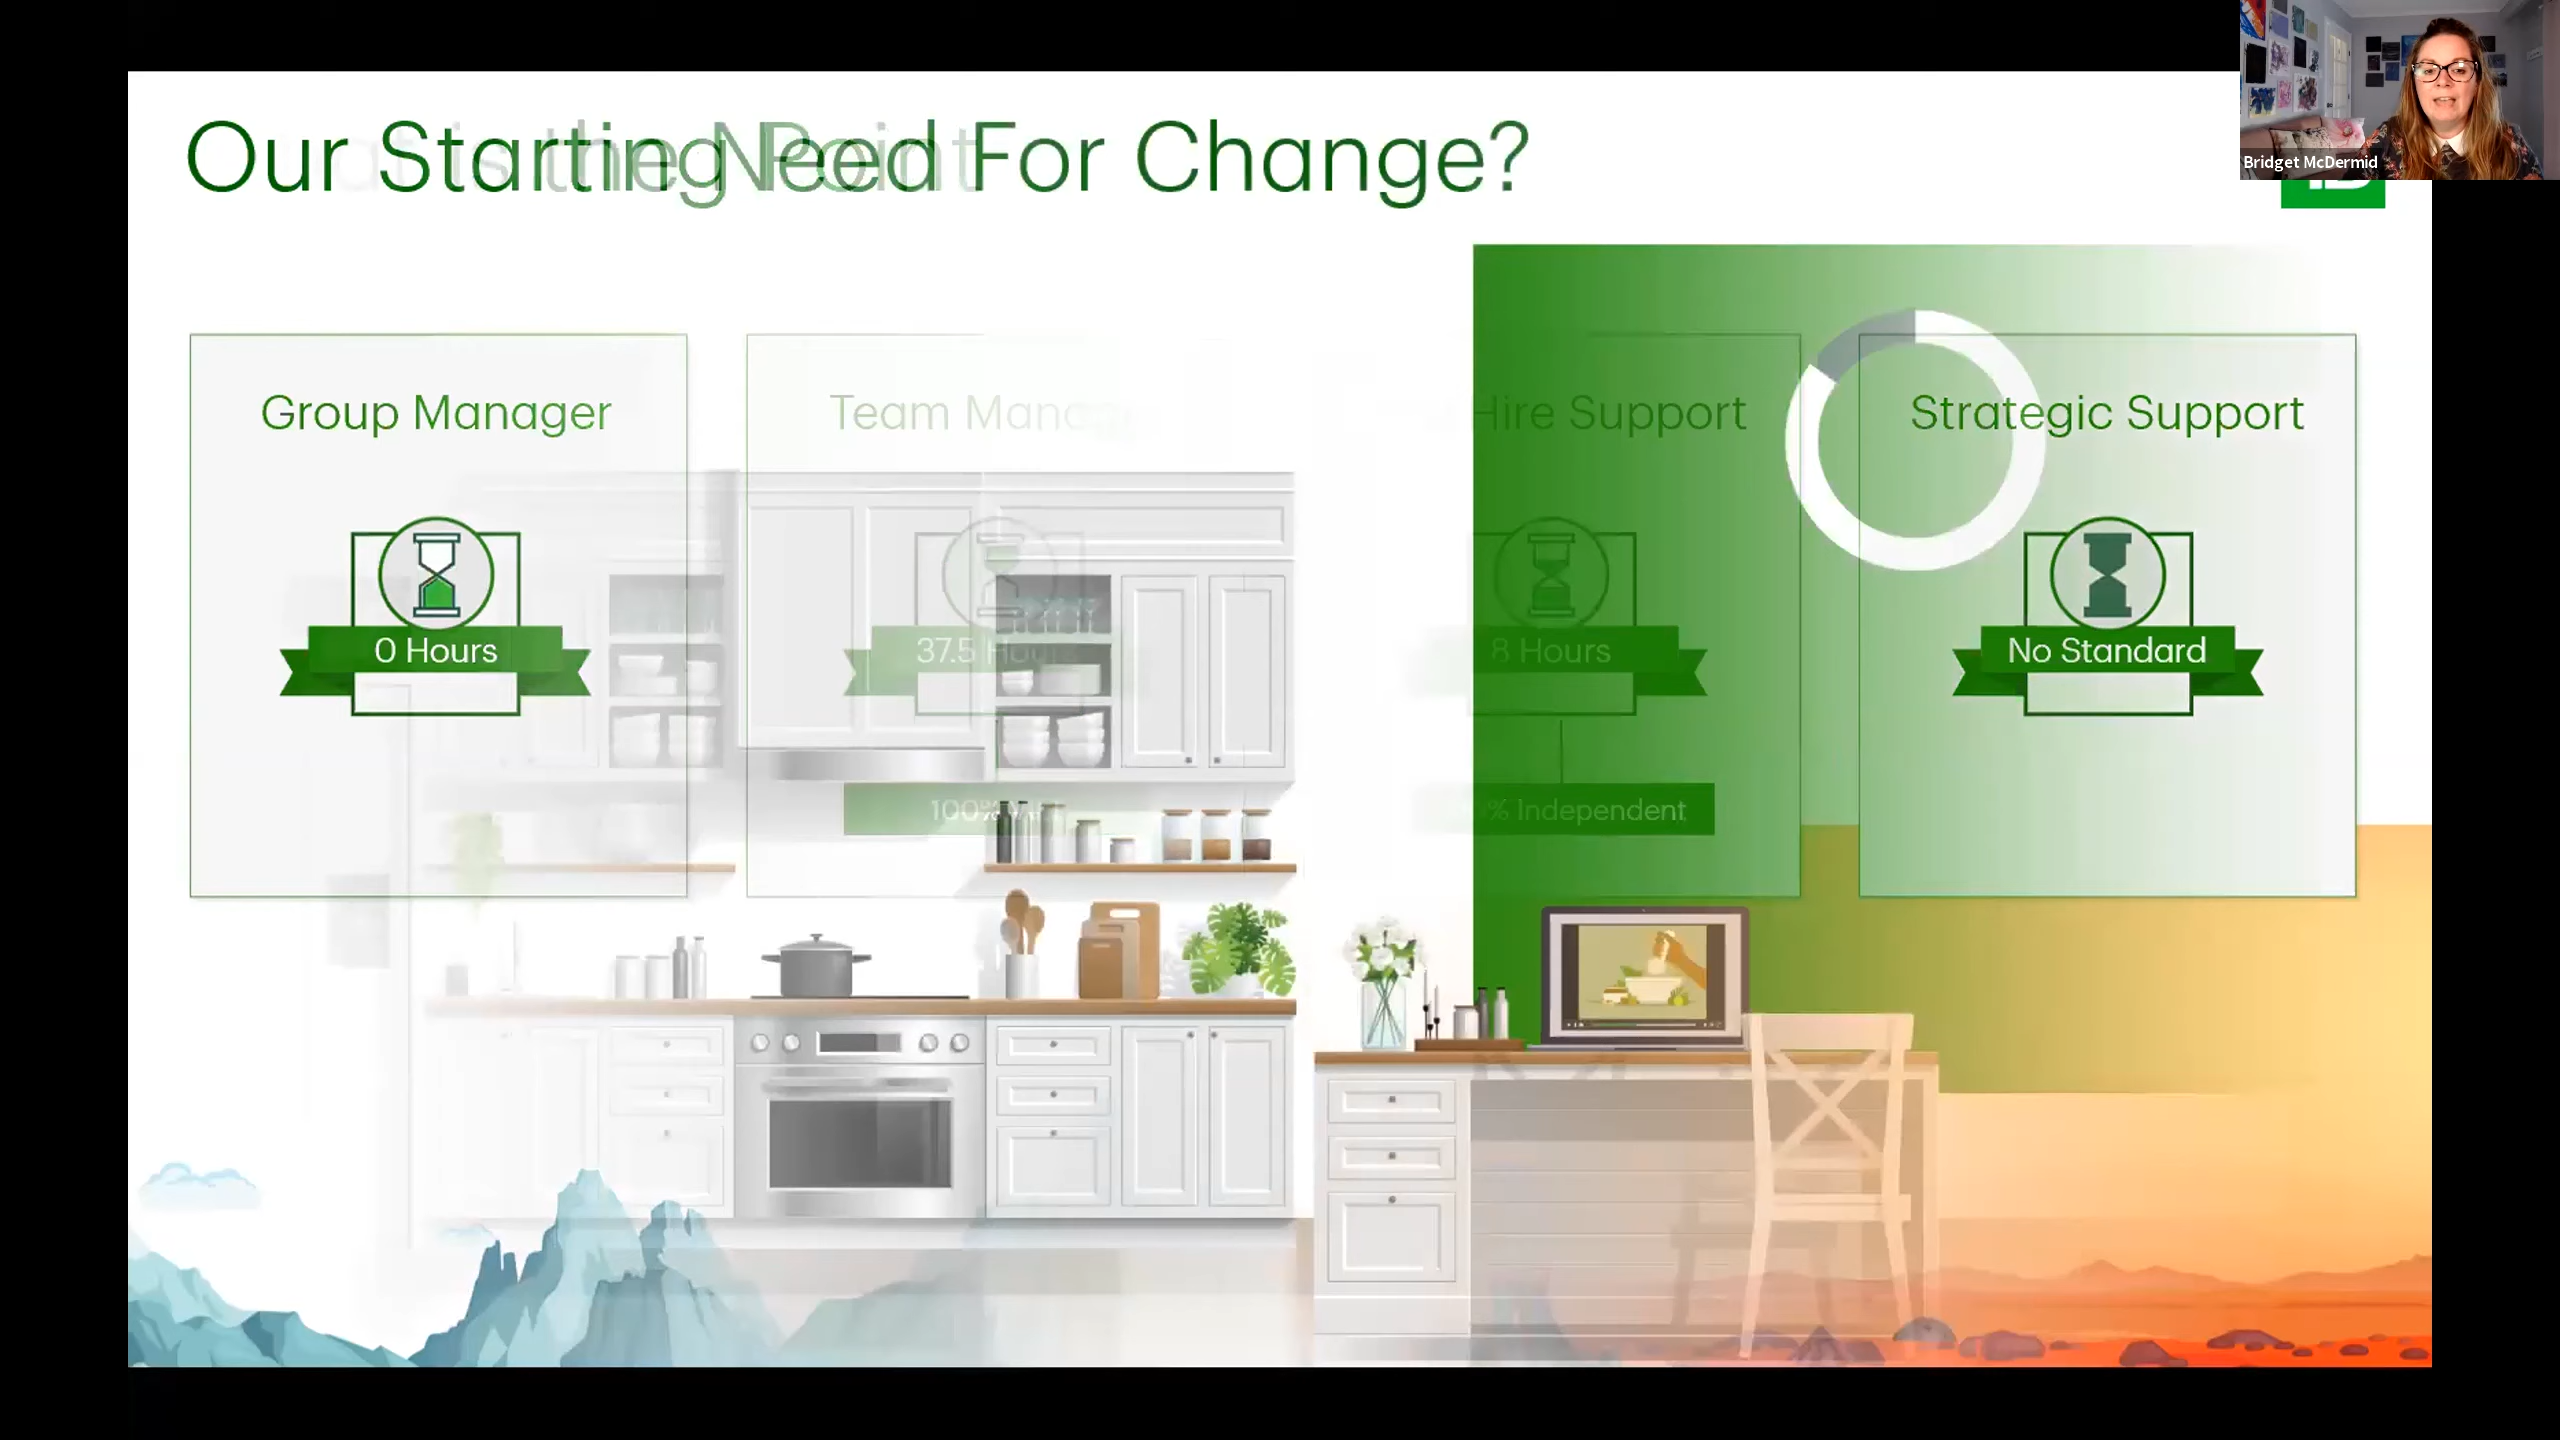 Bridget McDermid
Our Starting Need For Change?
Group Manager
Team
Hire Support
Strategic Support
0 Hours
37.5 Hours
8 Hours
No Standard
100%
% Independent